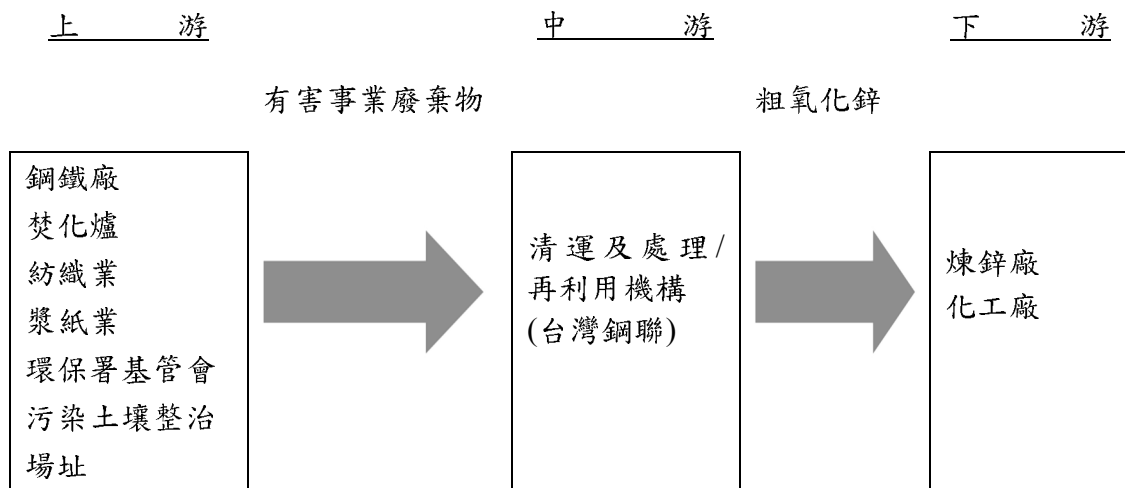 上游
中游
下游
有害事業廢棄物
粗氧化鋅
鋼鐵廠
焚化爐
紡織業
漿紙業
環保署基管會
污染土壤整治
場址
清運及處理/
再利用機構
(台灣鋼聯)
煉鋅廠
化工廠